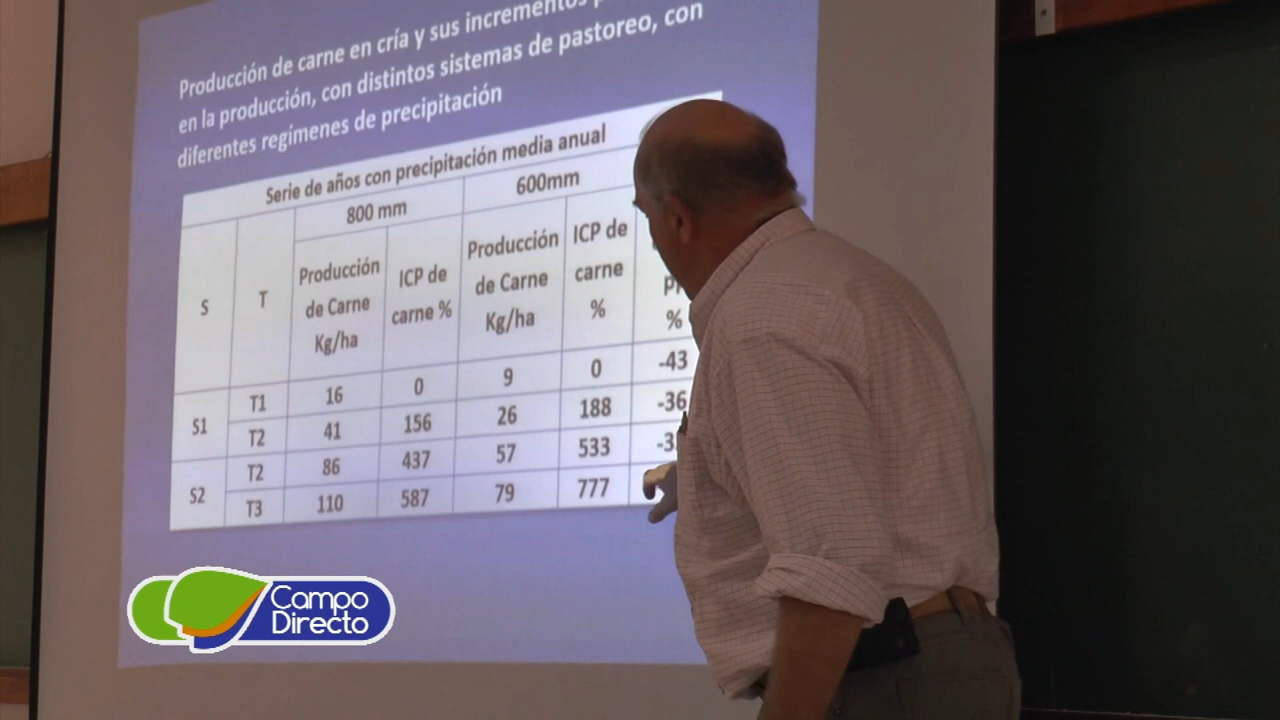 Producción de carne en cría y sus incrementos
en la producción, con distintos sistemas de pastoreo, con
diferentes regímenes de precipitación
Serie de años con precipitación media anual
800 mm 600mm
S T Producción de Carne Kg/ha ICP de carne % Producción de Carne Kg/ha ICP de carne % %
S1 T1 16 0 9 0 -43
T2 41 156 26 188 -36
S2 T2 86 437 57 533
T3 110 587 79 777
Campo
Directo